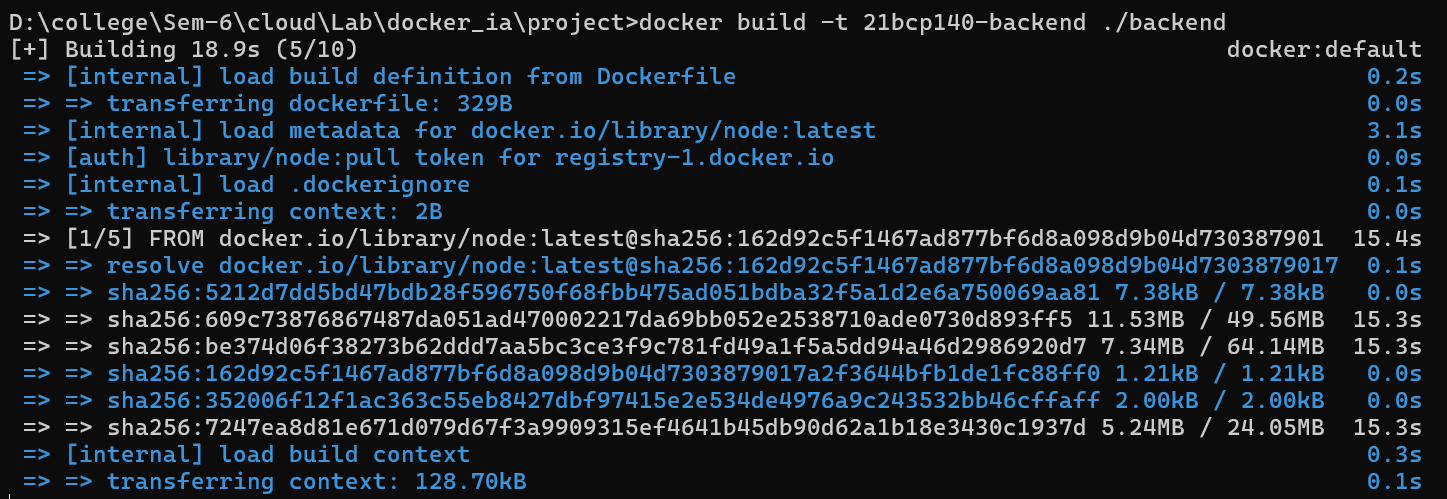 D:\college\Sem-6\cloud\Lab\docker_ia\project>docker build -t 21bcp140-backend ./backend
[+] Building 18.9s (5/10) docker:default
=> [internal] load build definition from Dockerfile 0.2s
=> => transferring dockerfile: 329B 0.0s
=> [internal] load metadata for docker.io/library/node:latest 3.1s
=> [auth] library/node:pull token for registry-1.docker.io 0.0s
=> [internal] load .dockerignore 0.1s
=> => transferring context: 2B 0.0s
=> [1/5] FROM docker.io/library/node:latest@sha256:162d92c5f1467ad877bf6d8a098d9b04d730387901 15.4s
=> => resolve docker.io/library/node:latest@sha256:162d92c5f1467ad877bf6d8a098d9b04d7303879017 0.1s
=> => sha256:5212d7dd5bd47bdb28f596750f68fbb475ad051bdba32f5a1d2e6a750069aa81 7.38kB / 7.38kB 0.0s
=> => sha256:609c73876867487da051ad470002217da69bb052e2538710ade0730d893ff5 11.53MB / 49.56MB 15.3s
=> => sha256:be374d06f38273b62ddd7aa5bc3ce3f9c781fd49a1f5a5dd94a46d2986920d7 7.34MB / 64.14MB 15.3s
=> => sha256:162d92c5f1467ad877bf6d8a098d9b04d7303879017a2f3644bfb1de1fc88ff0 1.21kB / 1.21kB 0.0s
=> => sha256:352006f12f1ac363c55eb8427dbf97415e2e534de4976a9c243532bb46cffaff 2.00kB / 2.00kB 0.0s
=> => sha256:7247ea8d81e671d079d67f3a9909315ef4641b45db90d62a1b18e3430c1937d 5.24MB / 24.05MB 15.3s
=> [internal] load build context 0.3s
=> => transferring context: 128.70kB 0.1s